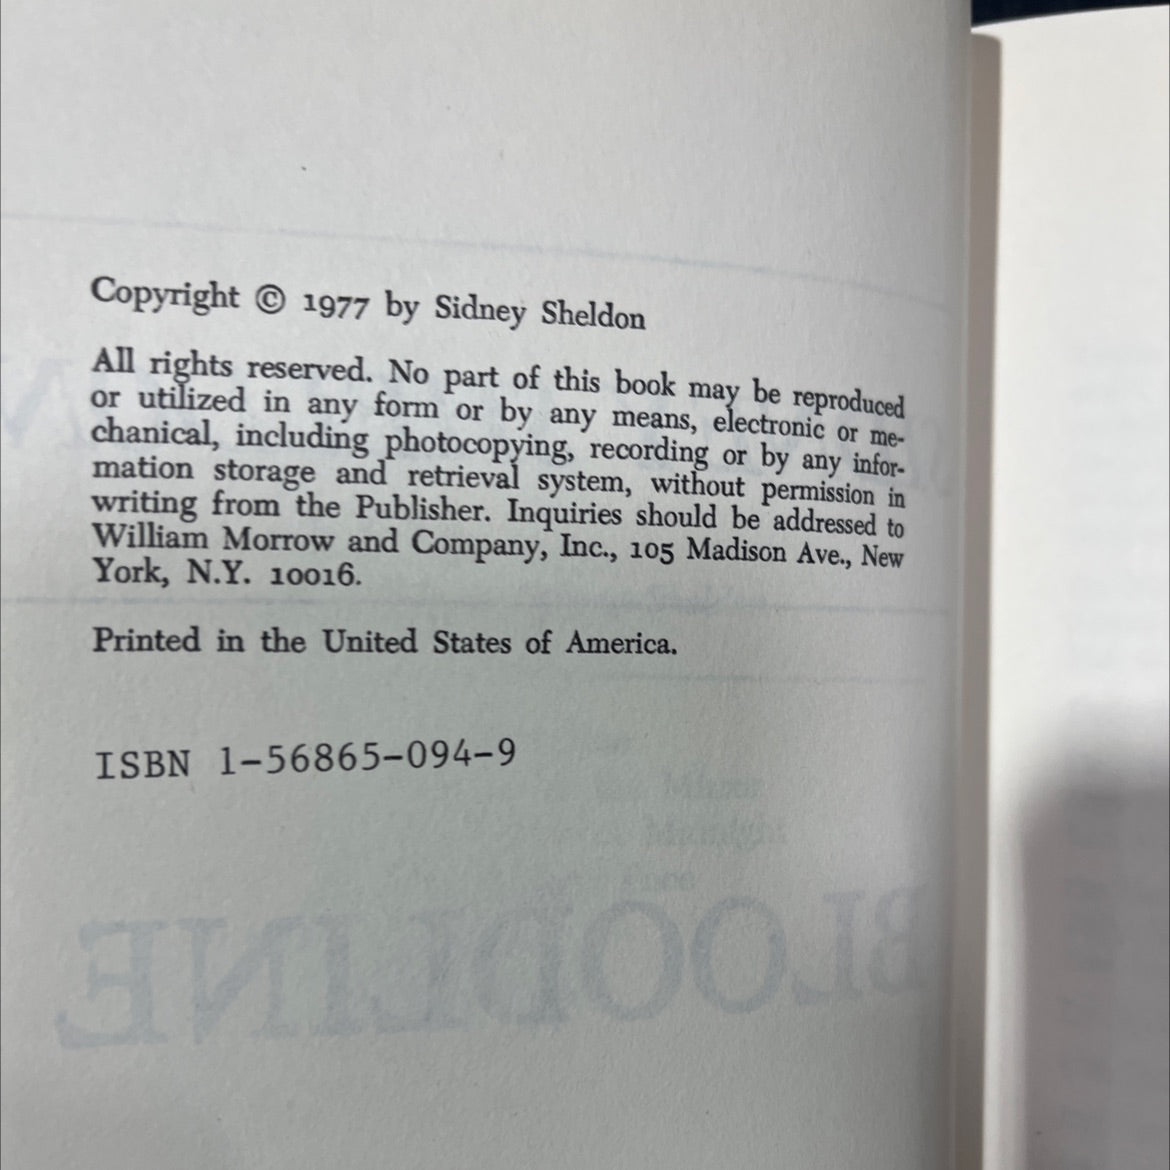 Copyright © 1977 by Sidney Sheldon
All rights reserved. No part of this book may be reproduced
or utilized in any form or by any means, electronic or me-
chanical, including photocopying, recording or by any infor-
mation storage and retrieval system, without permission in
writing from the Publisher. Inquiries should be addressed to
William Morrow and Company, Inc., 105 Madison Ave., New
York, N.Y. 10016.
Printed in the United States of America.
ISBN 1-56865-094-9
BLOODLINE